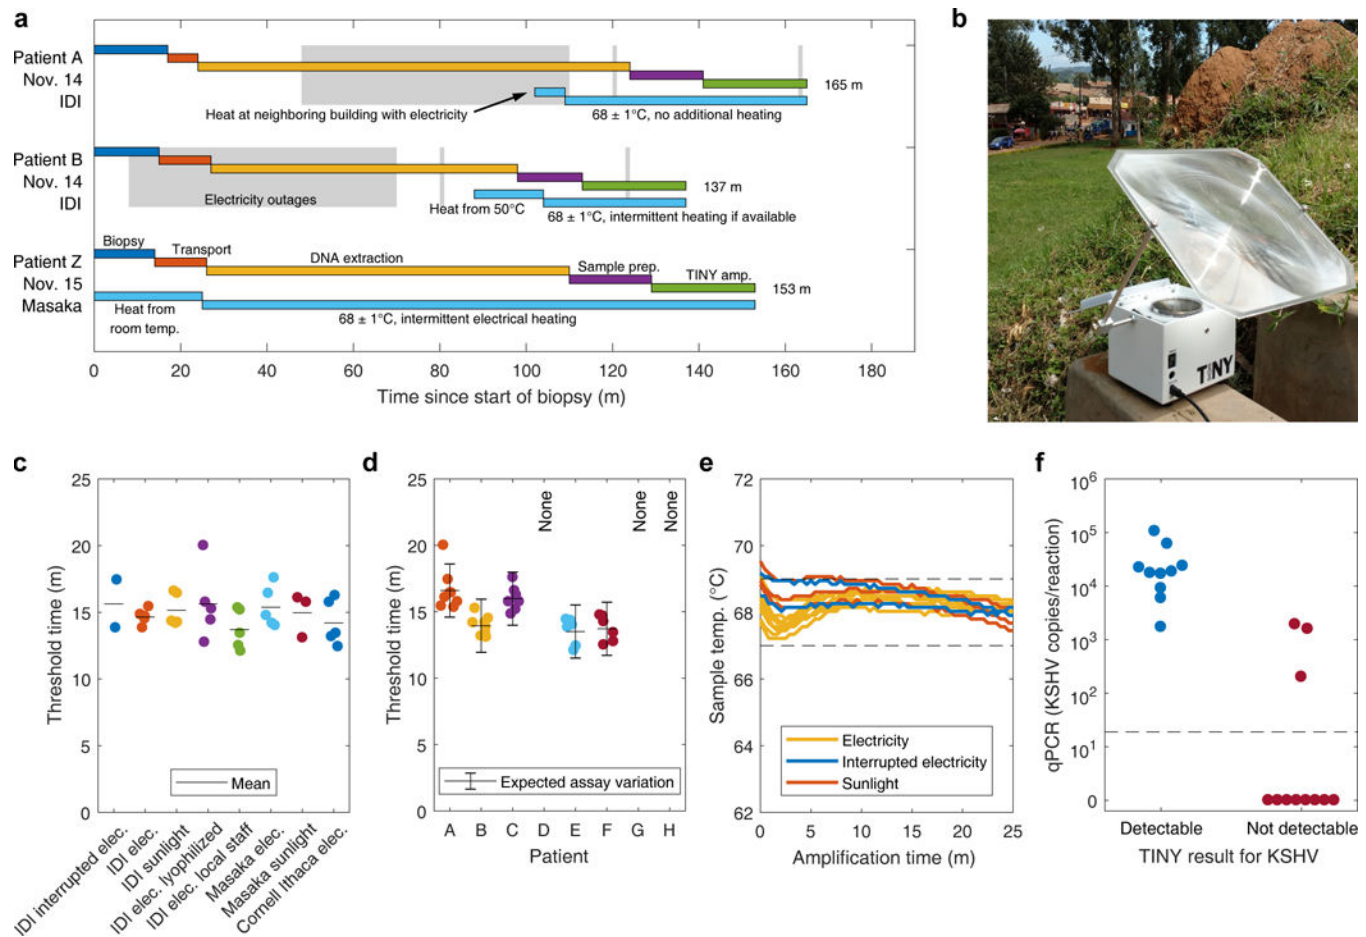 a
Patient A
Nov. 14
IDI
165 m
Heat at neighboring building with electricity
68 ± 1°C, no additional heating
Patient B
Nov. 14
IDI
137 m
Electricity outages
Heat from 50°C
68 ± 1°C, intermittent heating if available
Biopsy
Transport
DNA extraction
Sample prep.
TINY amp.
Patient Z
Nov. 15
Masaka
153 m
Heat from
room temp.
68 ± 1°C, intermittent electrical heating
0 20 40 60 80 100 120 140 160 180
Time since start of biopsy (m)
b
TINY
c
Threshold time (m)
25
20
15
10
5
0
Mean
IDI interrupted elec.
IDI elec.
IDI sunlight
IDI elec. lyophilized
IDI elec. local staff
Masaka elec.
Masaka sunlight
Cornell Ithaca elec.
d
Threshold time (m)
25
20
15
10
5
0
None
None
None
Expected assay variation
A B C D E F G H
Patient
e
Sample temp. (°C)
72
70
68
66
64
62
Electricity
Interrupted electricity
Sunlight
0 5 10 15 20 25
Amplification time (m)
f
qPCR (KSHV copies/reaction)
10⁶
10⁵
10⁴
10³
10²
10¹
0
Detectable Not detectable
TINY result for KSHV